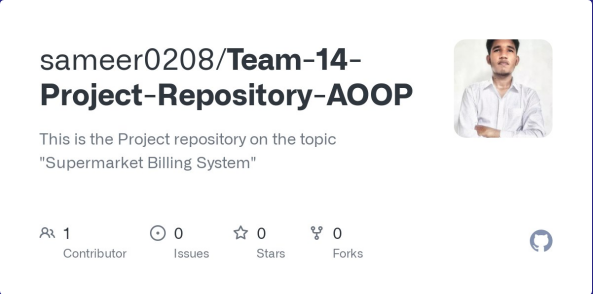 sameer0208/Team-14-
Project-Repository-AOOP
This is the Project repository on the topic
"Supermarket Billing System"
1
Contributor
0
Issues
0
Stars
0
Forks